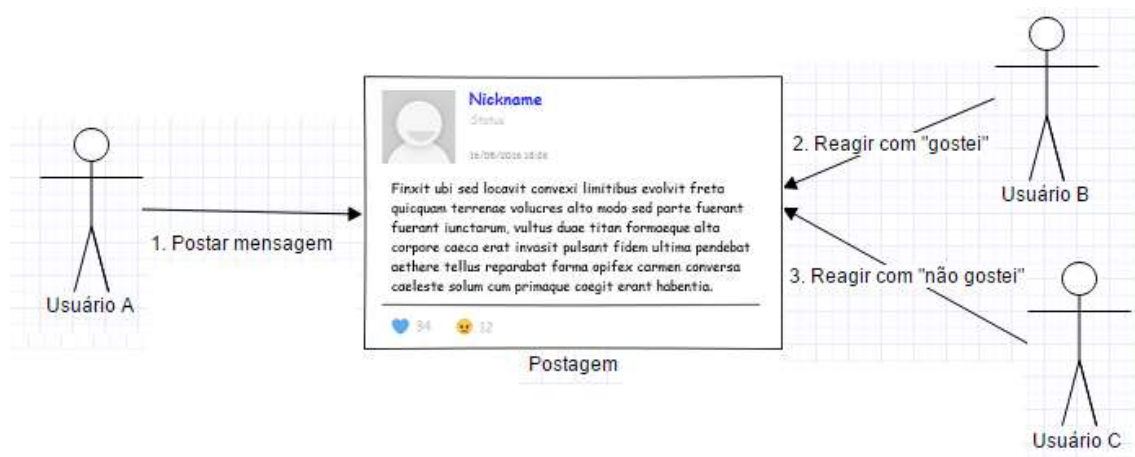 Nickname
Status
16/08/2016 18:06
Finxit ubi sed locavit convexi limitibus evolvit freta
quicquam terrenae volucres alto modo sed parte fuerant
fuerant iunctarum, vultus duae titan formaeque alta
corpore caeca erat invasit pulsant fidem ultima pendebat
aethere tellus reparabat forma opifex carmen conversa
caeleste solum cum primaque coegit erant habentia.
34 12
Postagem
1. Postar mensagem
Usuário A
2. Reagir com "gostei"
Usuário B
3. Reagir com "não gostei"
Usuário C